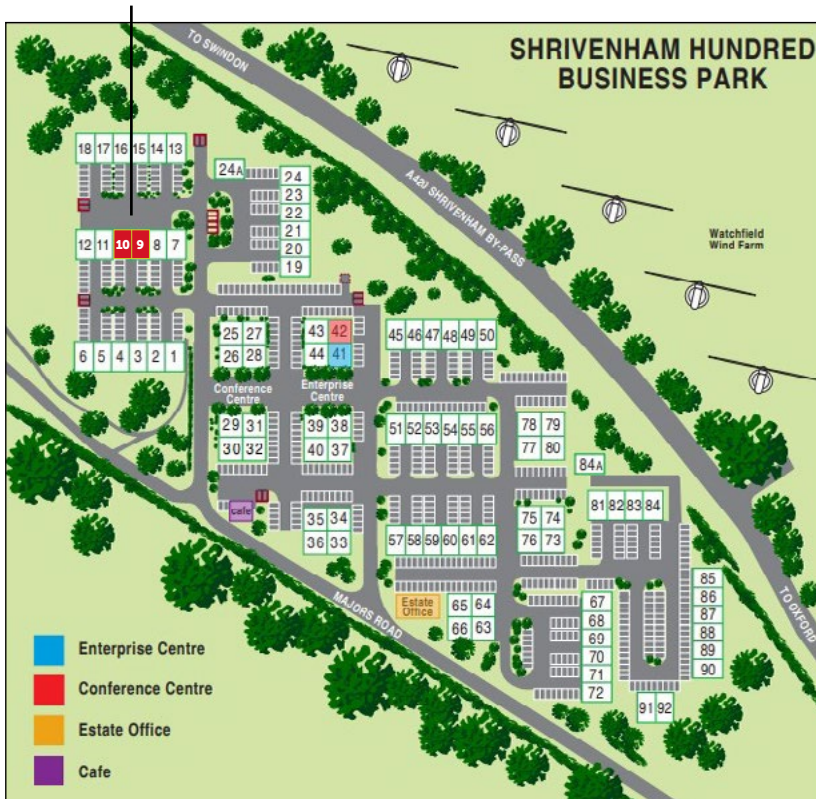 SHRIVENHAM HUNDRED
BUSINESS PARK
TO SWINDON
A420 SHRIVENHAM BY-PASS
Watchfield
Wind Farm
18 17 16 15 14 13
24A
24
23
22
21
20
19
12 11 10 9 8 7
6 5 4 3 2 1
25 27
26 28
43 42
44 41
Conference
Centre
Enterprise
Centre
45 46 47 48 49 50
29 31
30 32
39 38
40 37
51 52 53 54 55 56
78 79
77 80
84A
cafe
35 34
36 33
57 58 59 60 61 62
75 74
76 73
81 82 83 84
Estate
Office
65 64
66 63
67
68
69
70
71
72
85
86
87
88
89
90
91 92
MAJORS ROAD
TO OXFORD
Enterprise Centre
Conference Centre
Estate Office
Cafe